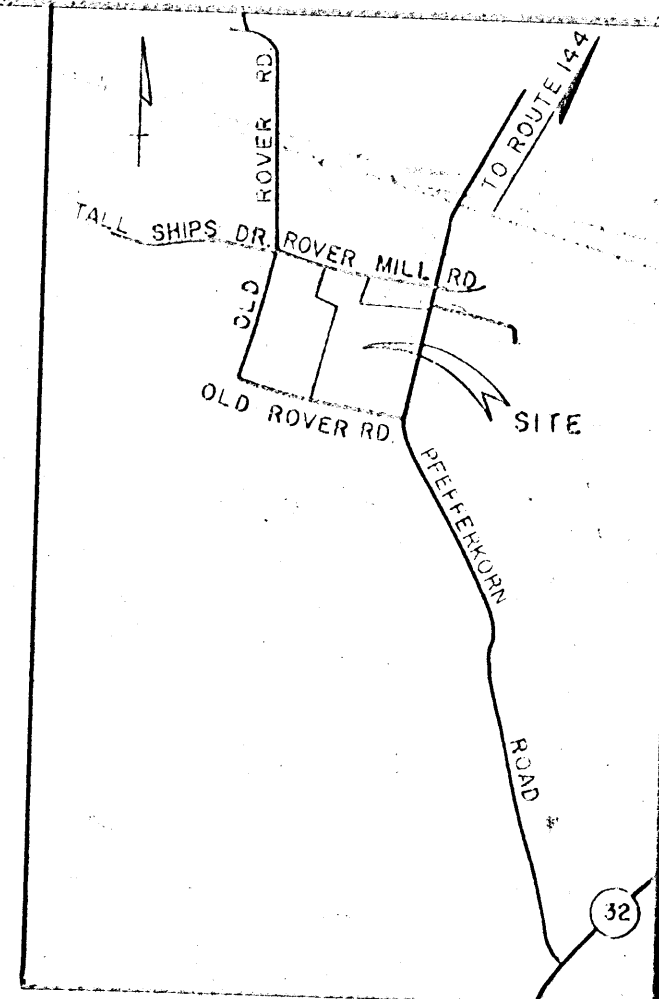 ROVER RD.
TO ROUTE 144
TALL SHIPS DR.
ROVER MILL RD
OLD
OLD ROVER RD.
SITE
PFEFFERKORN
ROAD
32